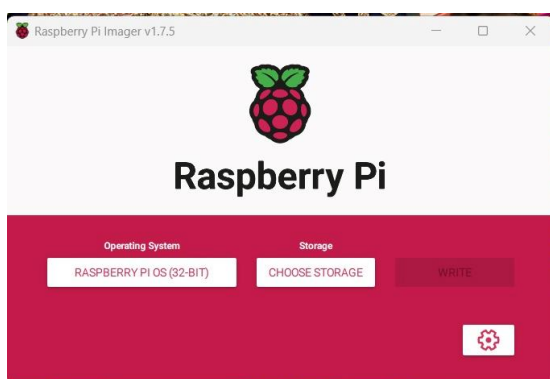 Raspberry Pi Imager v1.7.5
Raspberry Pi
Operating System
Storage
RASPBERRY PI OS (32-BIT)
CHOOSE STORAGE
WRITE